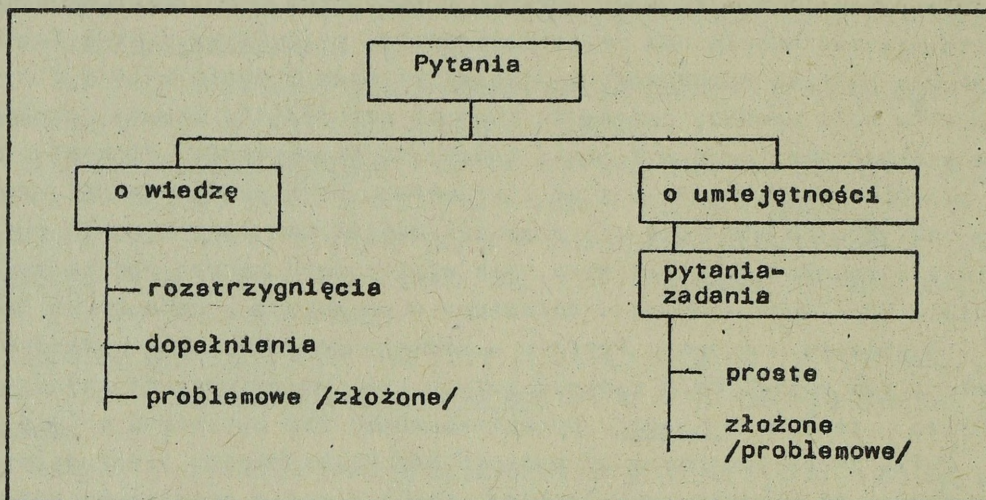 Pytania
o wiedzę
rozstrzygnięcia
dopełnienia
problemowe /złożone/
o umiejętności
pytania-
zadania
proste
złożone
/problemowe/